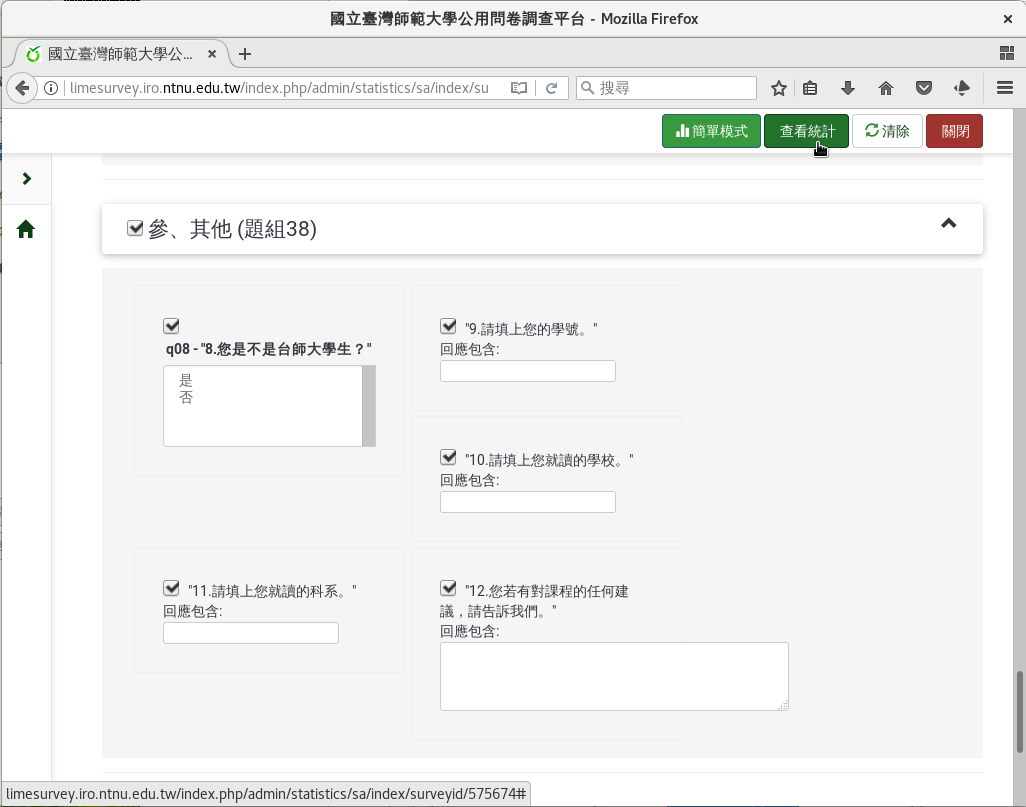 國立臺灣師範大學公用問卷調查平台 - Mozilla Firefox
國立臺灣師範大學公...
limesurvey.iro.ntnu.edu.tw/index.php/admin/statistics/sa/index/su
搜尋
簡單模式
查看統計
清除
關閉
參、其他 (題組38)
q08 - "8.您是不是台師大學生？"
是
否
"9.請填上您的學號。"
回應包含:
"10.請填上您就讀的學校。"
回應包含:
"11.請填上您就讀的科系。"
回應包含:
"12.您若有對課程的任何建
議，請告訴我們。"
回應包含:
limesurvey.iro.ntnu.edu.tw/index.php/admin/statistics/sa/index/surveyid/575674#